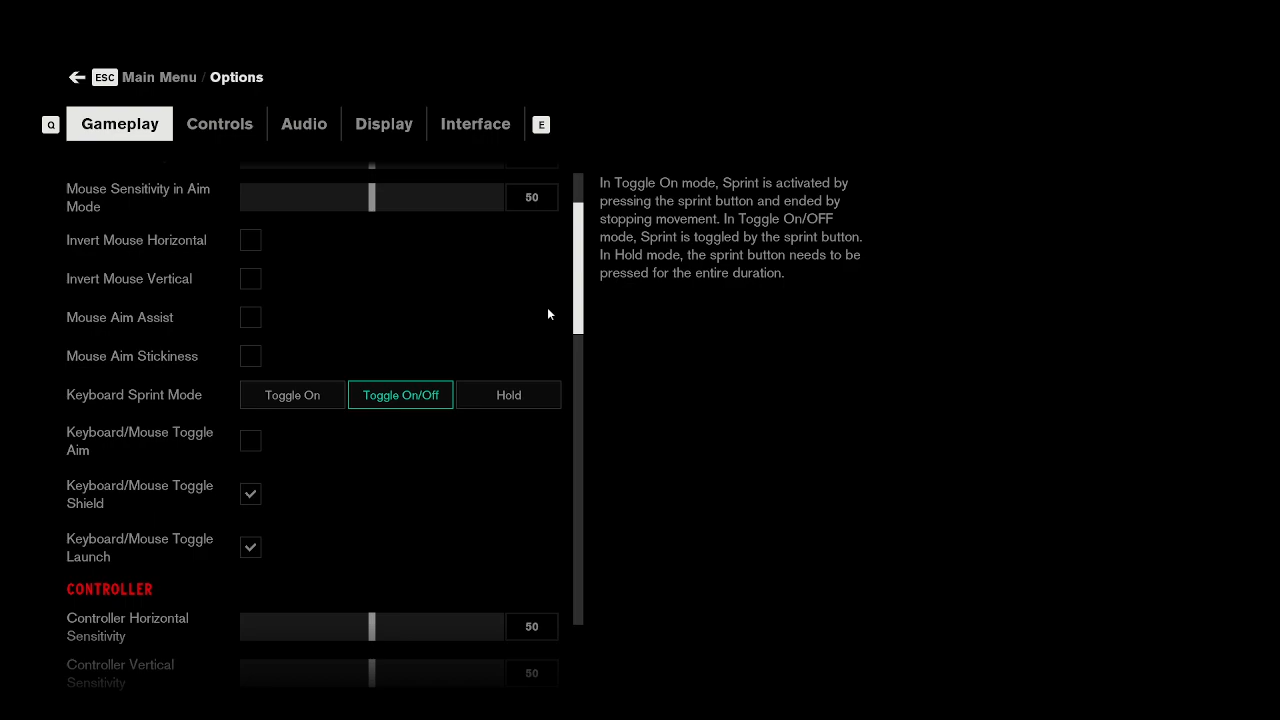 ESC Main Menu / Options
Q Gameplay Controls Audio Display Interface E
Mouse Sensitivity in Aim
Mode
50
Invert Mouse Horizontal
Invert Mouse Vertical
Mouse Aim Assist
Mouse Aim Stickiness
Keyboard Sprint Mode Toggle On Toggle On/Off Hold
Keyboard/Mouse Toggle
Aim
Keyboard/Mouse Toggle
Shield
Keyboard/Mouse Toggle
Launch
CONTROLLER
Controller Horizontal
Sensitivity
50
Controller Vertical
Sensitivity
50
In Toggle On mode, Sprint is activated by
pressing the sprint button and ended by
stopping movement. In Toggle On/OFF
mode, Sprint is toggled by the sprint button.
In Hold mode, the sprint button needs to be
pressed for the entire duration.